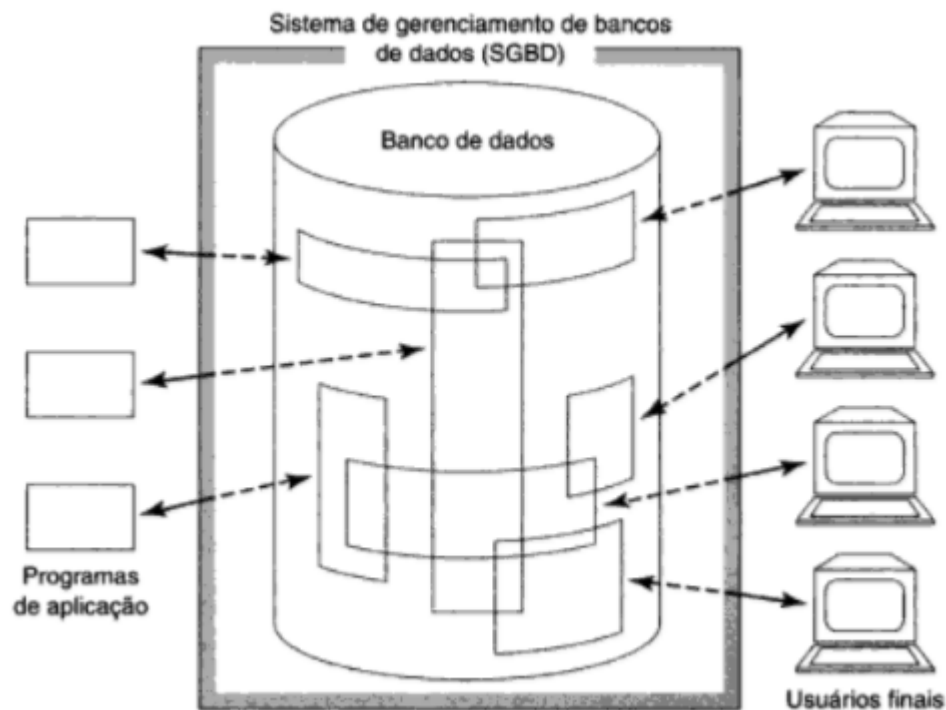 Sistema de gerenciamento de bancos
de dados (SGBD)
Banco de dados
Programas
de aplicação
Usuários finais